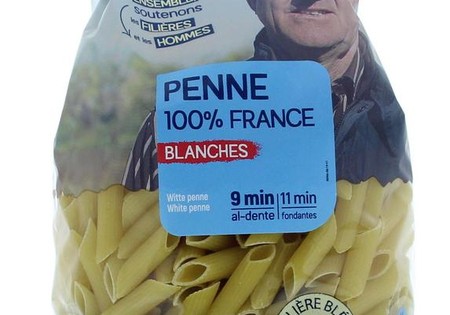 ENSEMBLE
soutenons
les FILIÈRES
et les HOMMES
PENNE
100% FRANCE
BLANCHES
Witte penne
White penne
9 min
al-dente
11 min
fondantes